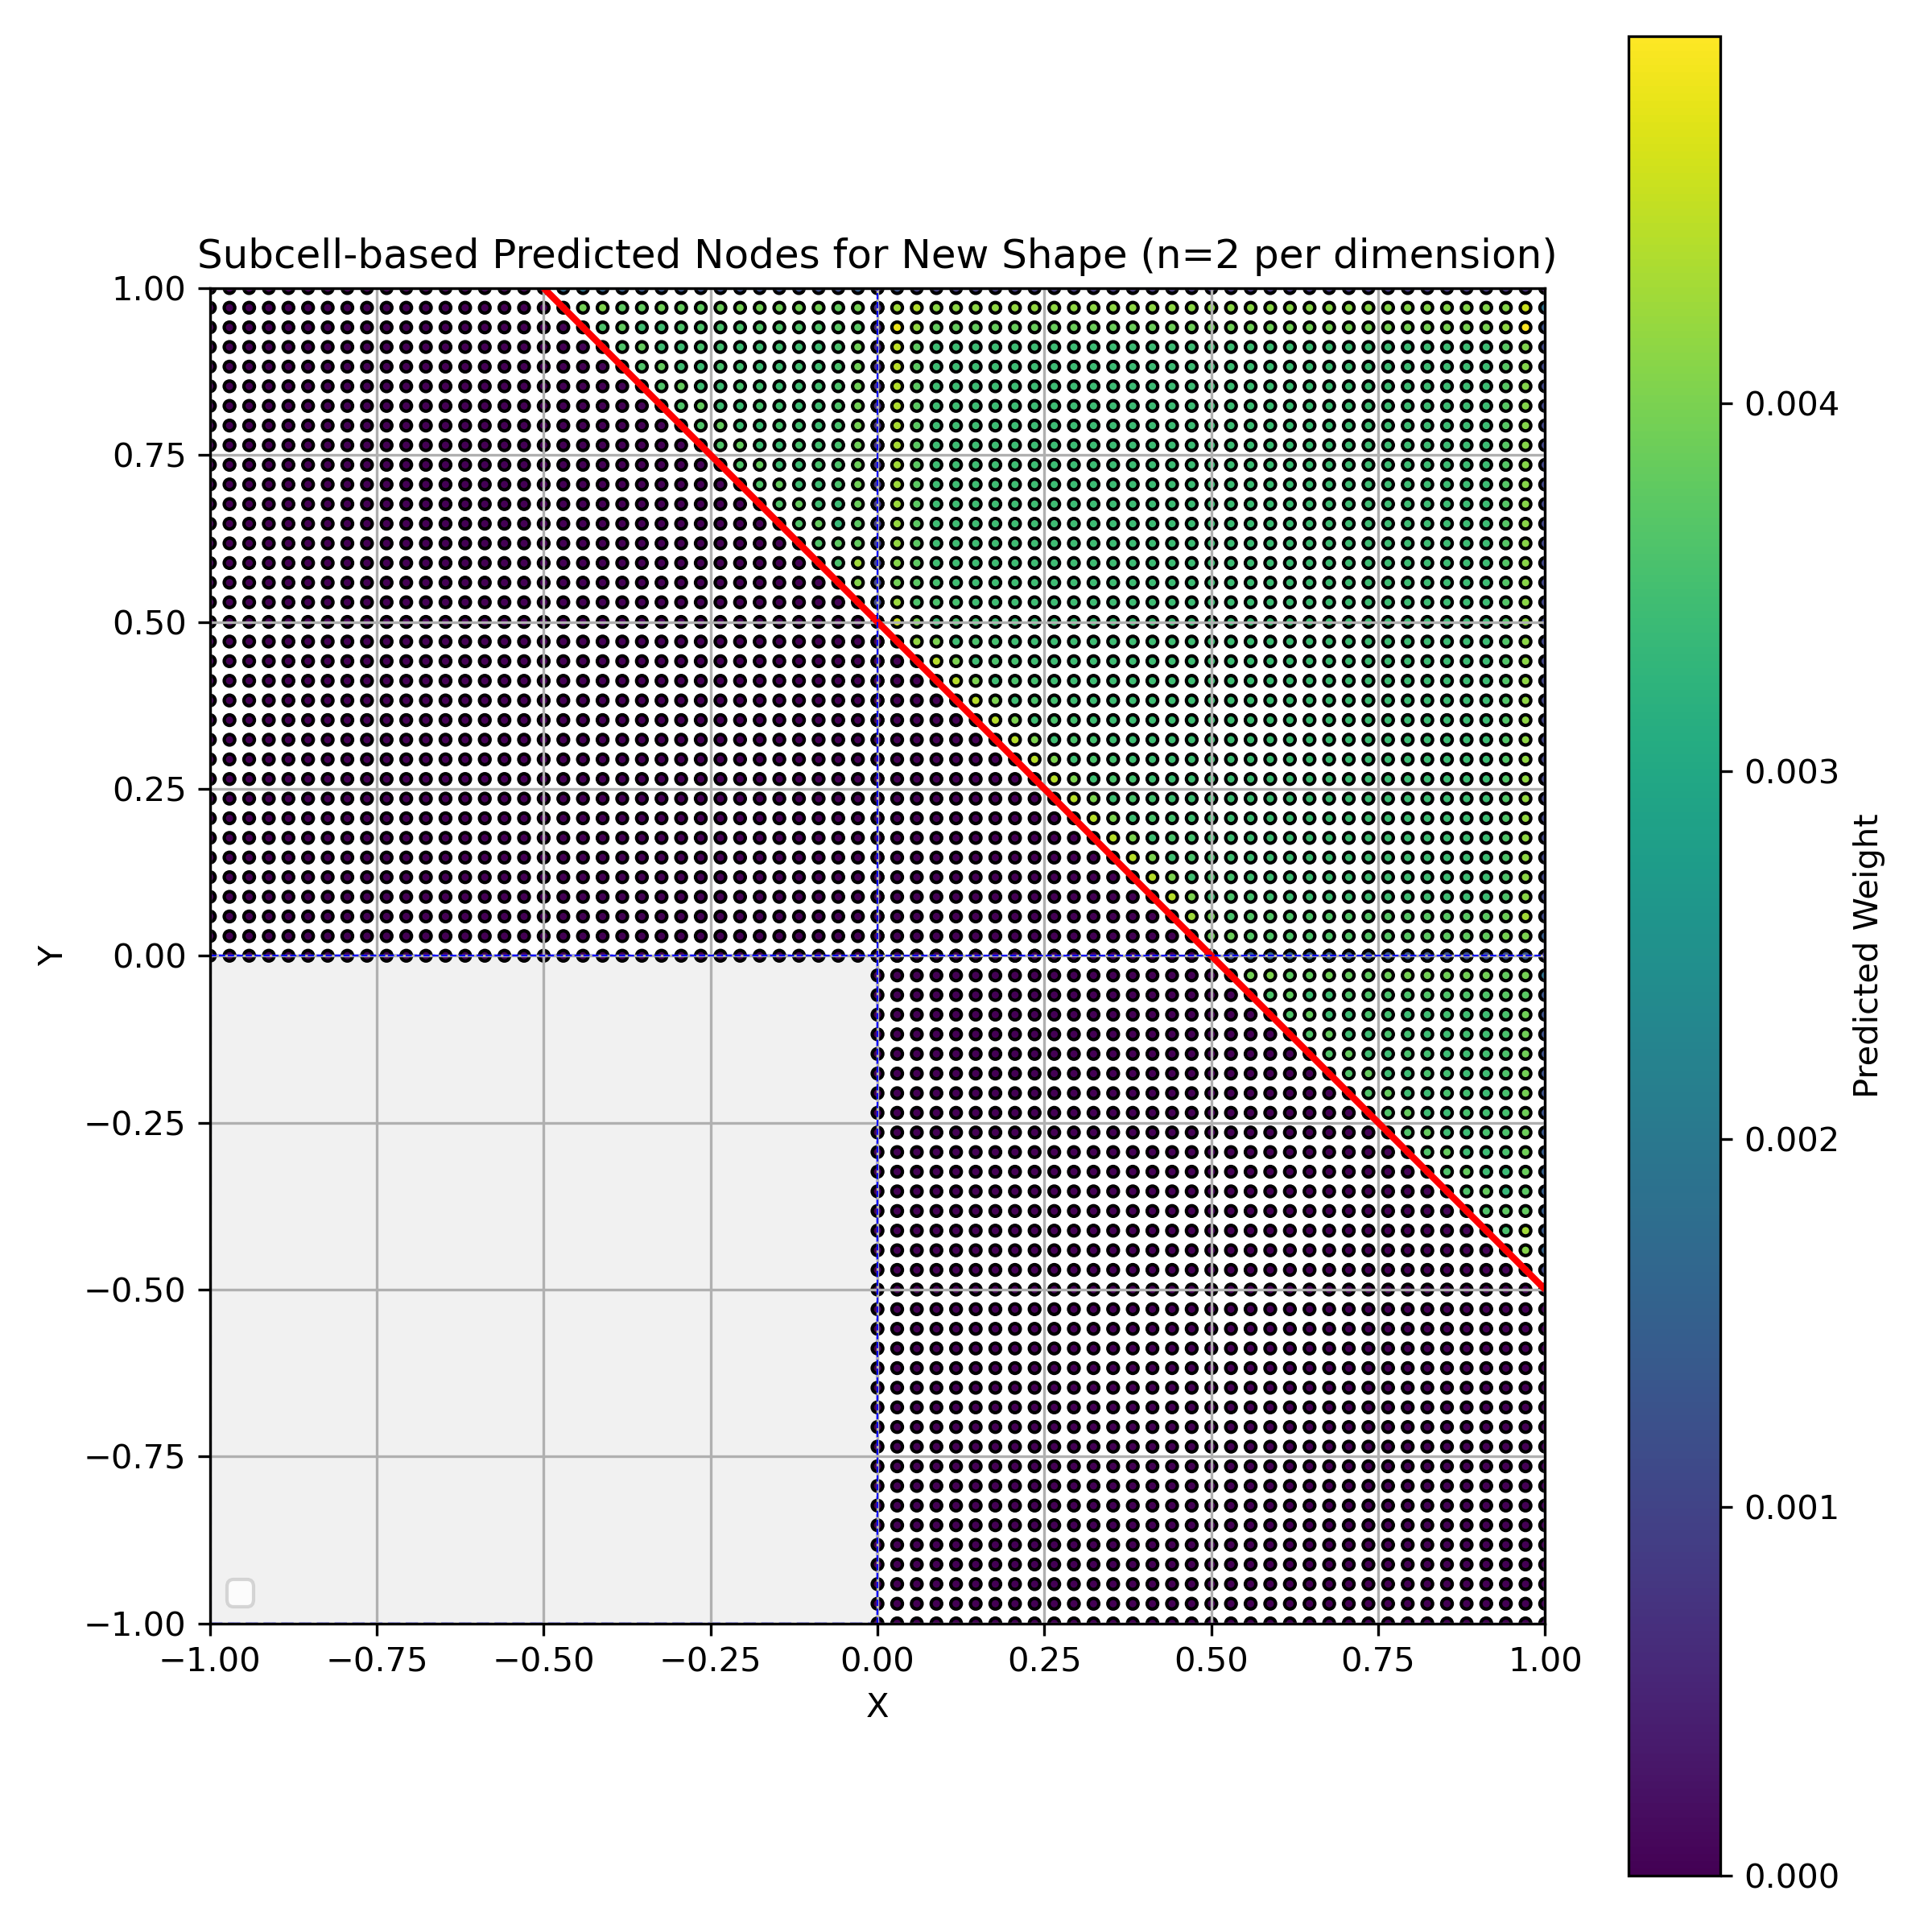 Subcell-based Predicted Nodes for New Shape (n=2 per dimension)
1.00
0.75
0.50
0.25
0.00
−0.25
−0.50
−0.75
−1.00
Y
−1.00 −0.75 −0.50 −0.25 0.00 0.25 0.50 0.75 1.00
X
0.004
0.003
0.002
0.001
0.000
Predicted Weight